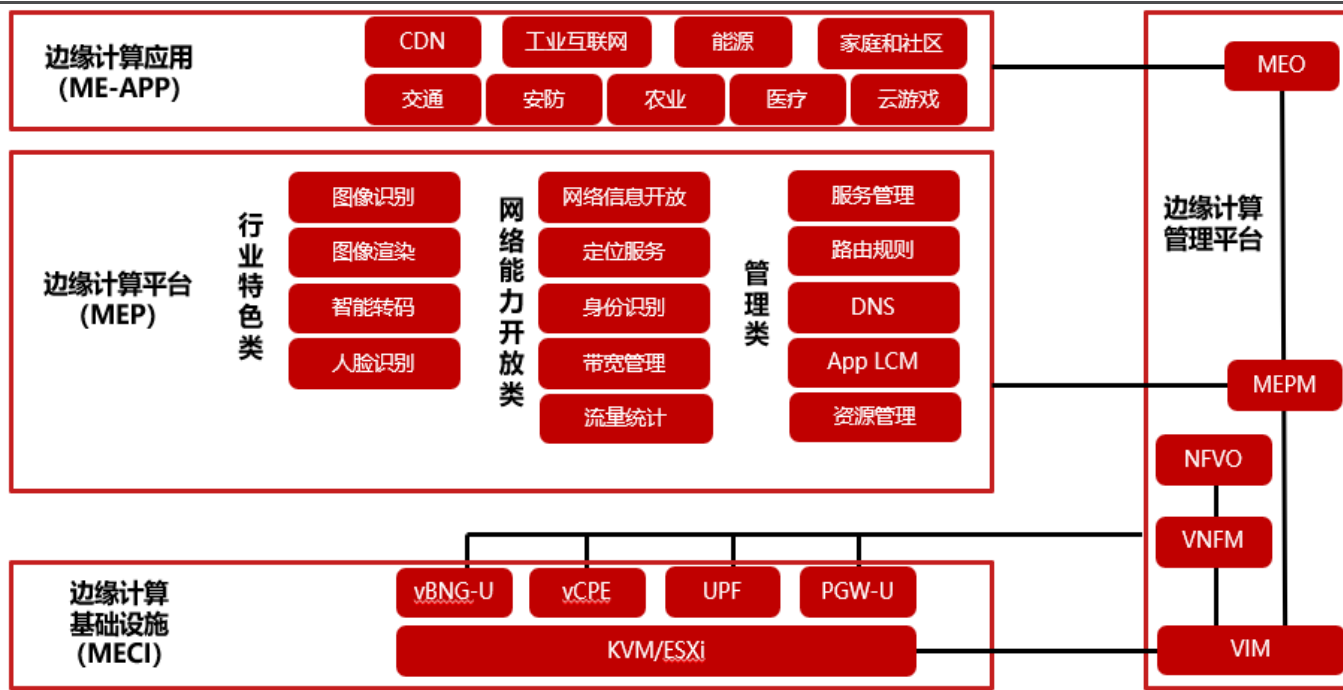 边缘计算应用
(ME-APP)
CDN
工业互联网
能源
家庭和社区
交通
安防
农业
医疗
云游戏
边缘计算平台
(MEP)
行业特色类
图像识别
图像渲染
智能转码
人脸识别
网络能力开放类
网络信息开放
定位服务
身份识别
带宽管理
流量统计
管理类
服务管理
路由规则
DNS
App LCM
资源管理
边缘计算
基础设施
(MECI)
vBNG-U
vCPE
UPF
PGW-U
KVM/ESXi
MEO
边缘计算
管理平台
MEPM
NFVO
VNFM
VIM